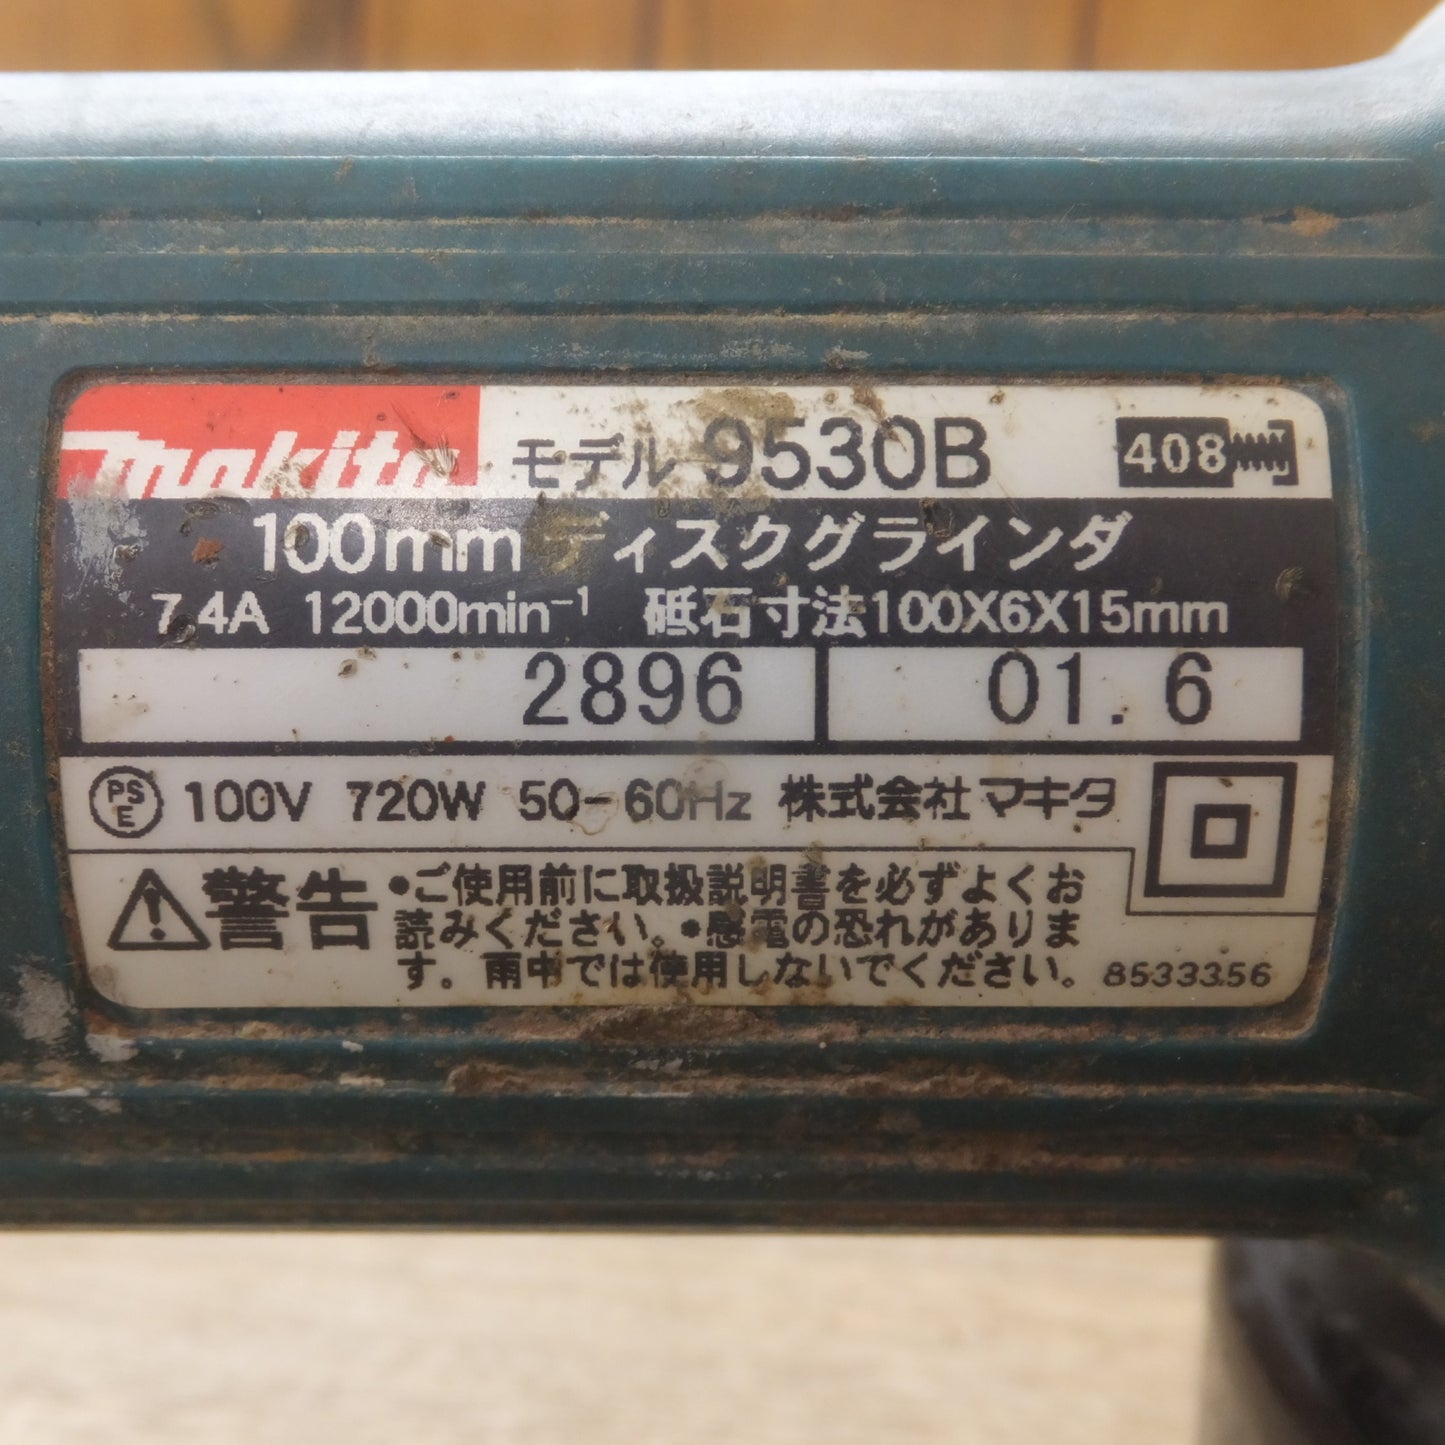 makita モデル 9530B 408
100mm ディスクグラインダ
7.4A 12000min⁻¹ 砥石寸法100X6X15mm
2896 01.6
PSE 100V 720W 50-60Hz 株式会社マキタ
警告 •ご使用前に取扱説明書を必ずよくお
読みください。•感電の恐れがありま
す。雨中では使用しないでください。 8533356